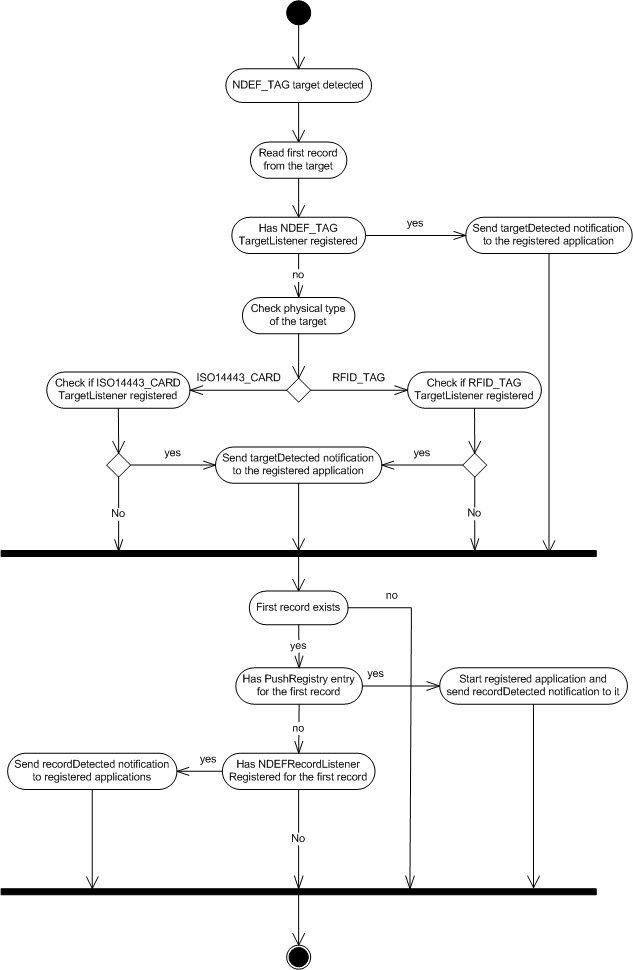 NDEF_TAG target detected
Read first record
from the target
Has NDEF_TAG
TargetListener registered
yes
Send targetDetected notification
to the registered application
no
Check physical type
of the target
ISO14443_CARD
RFID_TAG
Check if ISO14443_CARD
TargetListener registered
Check if RFID_TAG
TargetListener registered
yes
Send targetDetected notification
to the registered application
yes
No
No
First record exists
no
yes
Has PushRegistry entry
for the first record
yes
Start registered application and
send recordDetected notification to it
no
Send recordDetected notification
to registered applications
yes
Has NDEFRecordListener
Registered for the first record
No